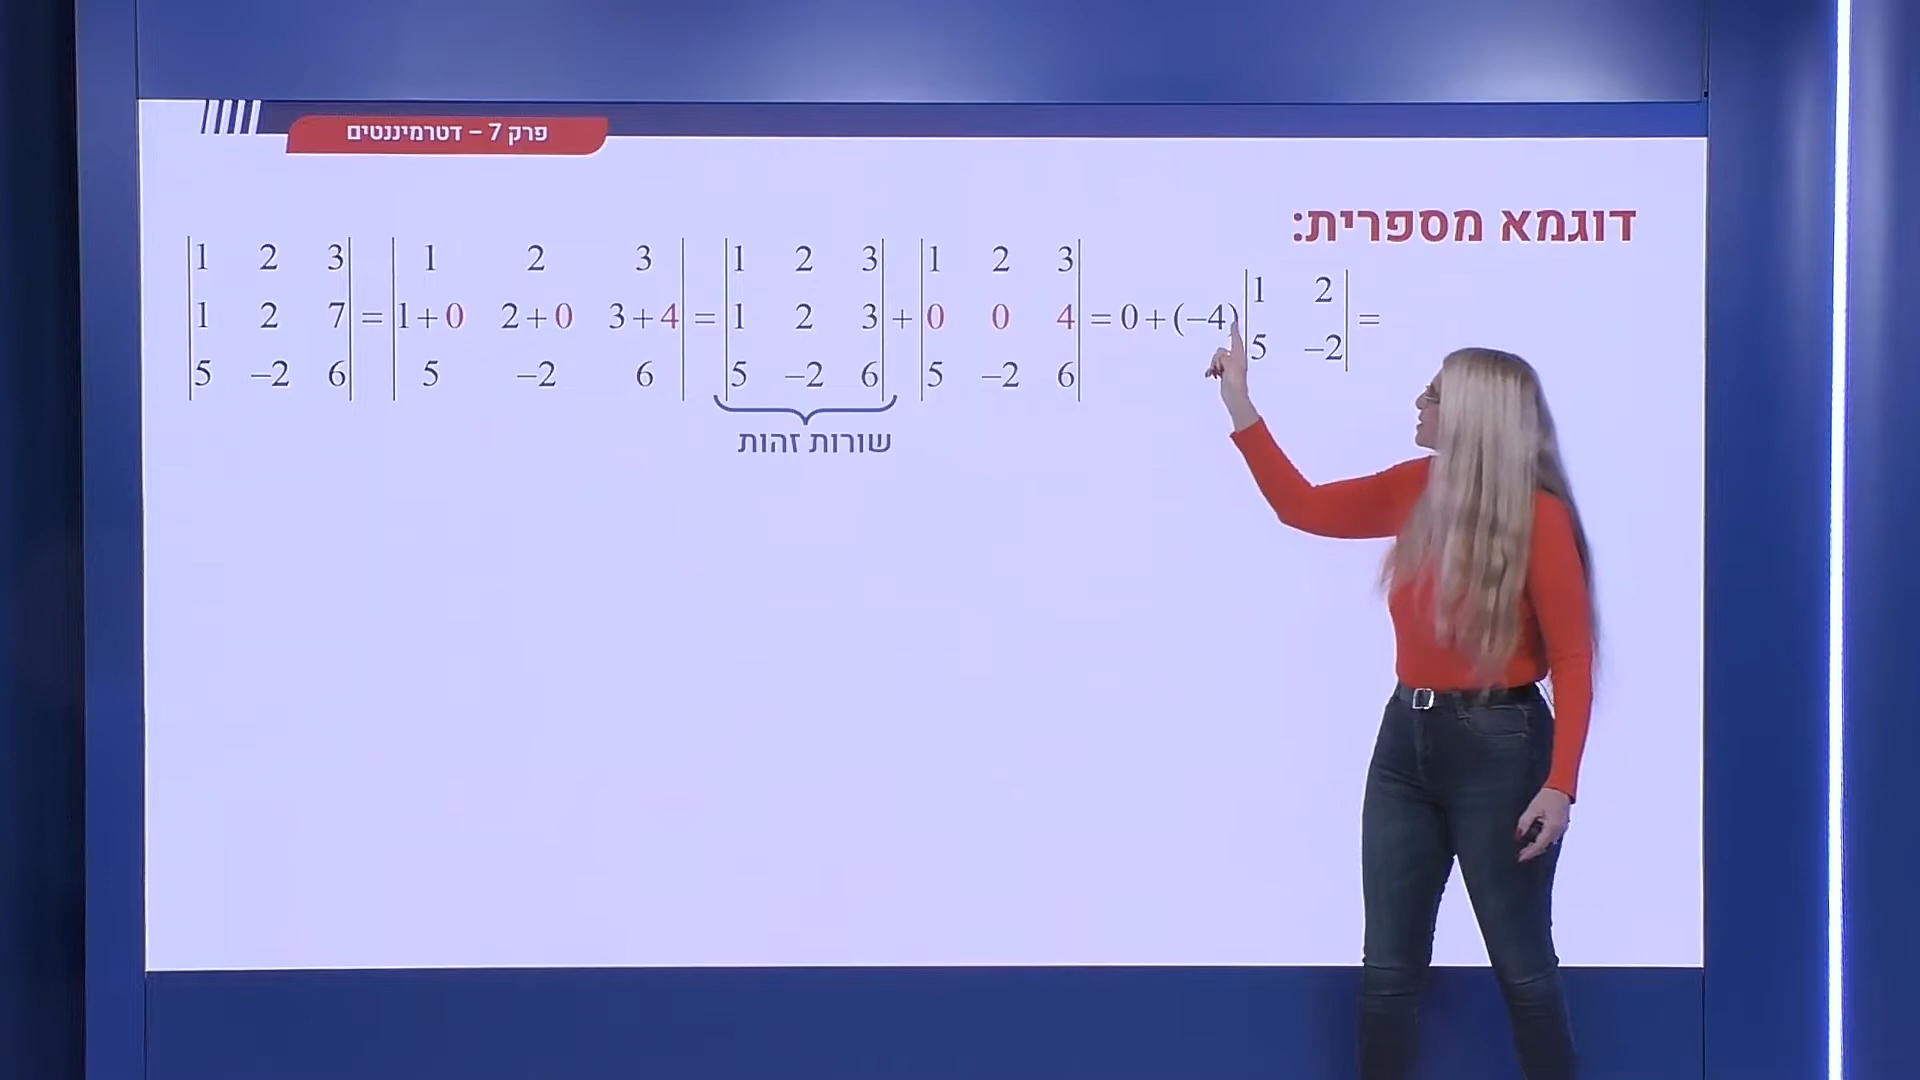 פרק 7 – דטרמיננטים
דוגמא מספרית:
|1 2 3| |1 2 3| |1 2 3| |1 2 3| |1 2|
|1 2 7| = |1+0 2+0 3+4| = |1 2 3| + |0 0 4| = 0+(−4) |5 −2| =
|5 −2 6| |5 −2 6| |5 −2 6| |5 −2 6|
שורות זהות